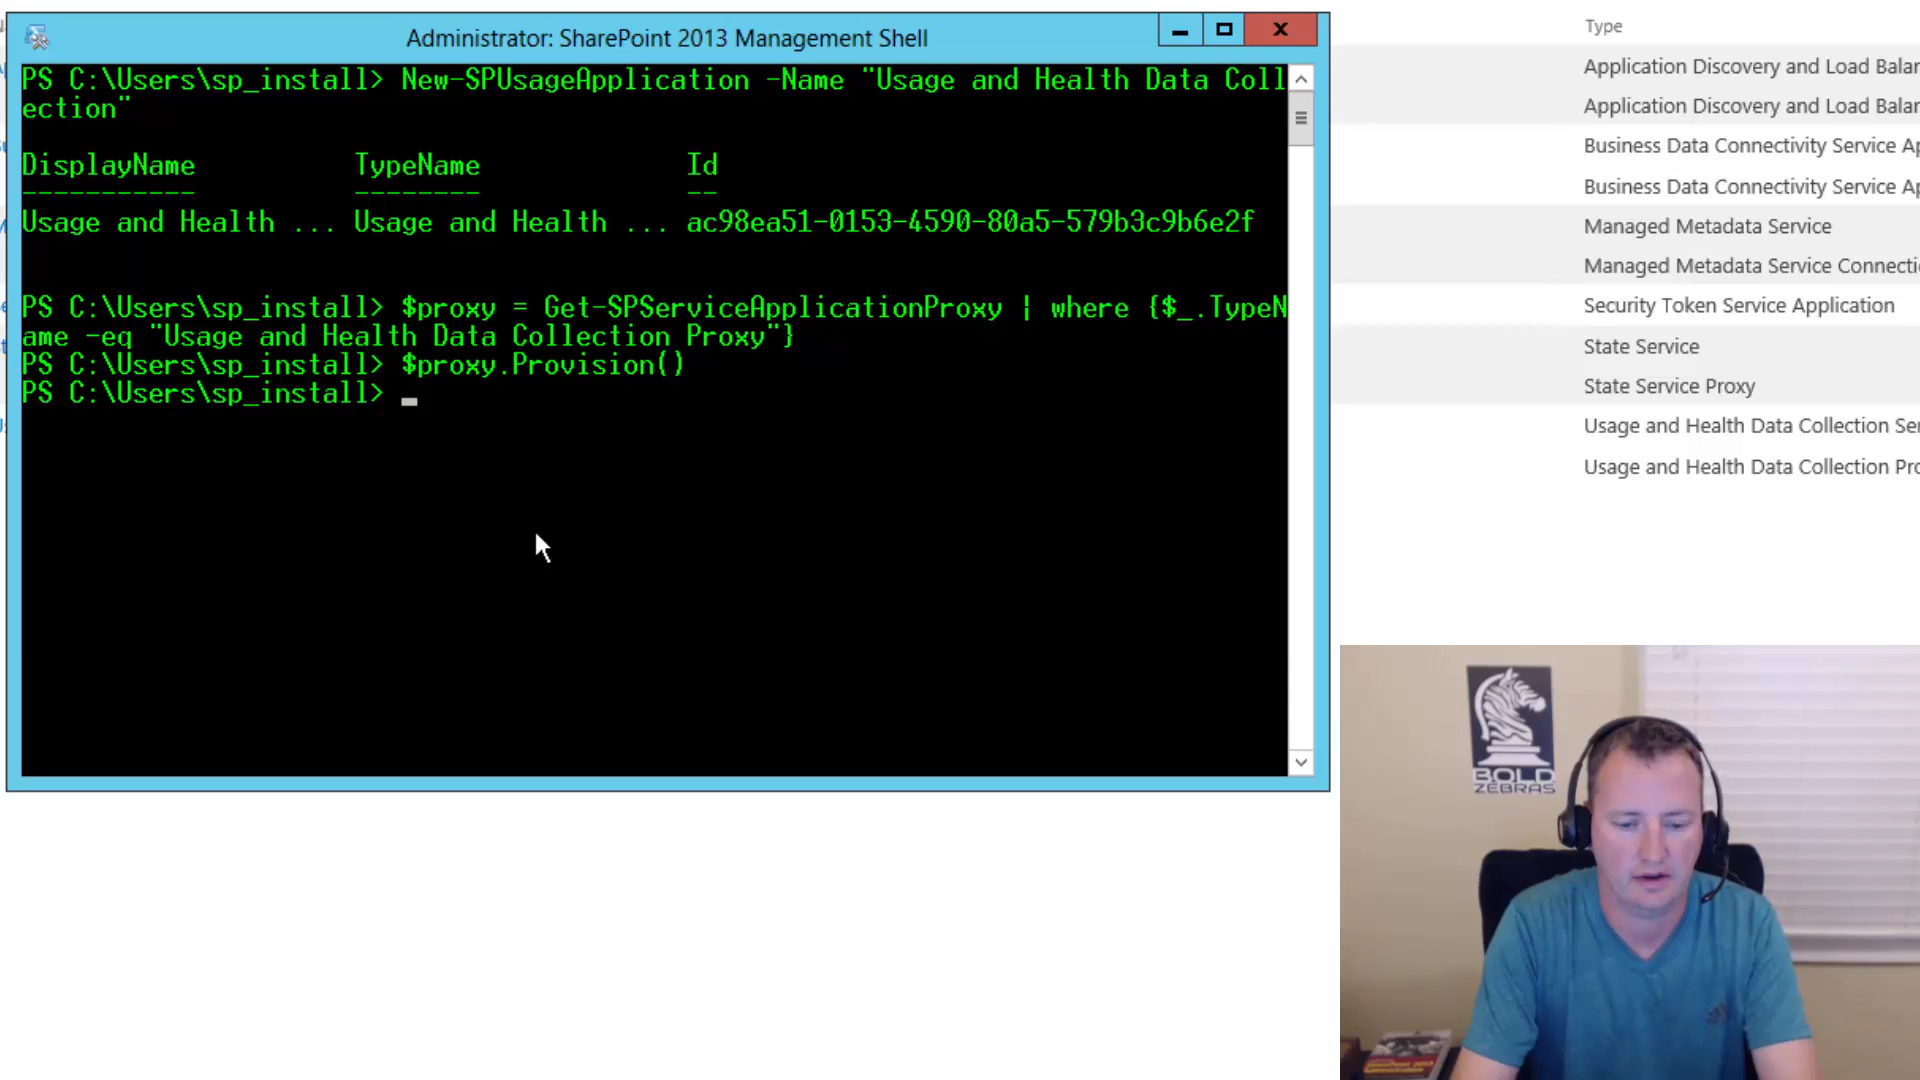 Administrator: SharePoint 2013 Management Shell
PS C:\Users\sp_install> New-SPUsageApplication -Name "Usage and Health Data Coll
ection"
DisplayName TypeName Id
----------- -------- --
Usage and Health ... Usage and Health ... ac98ea51-0153-4590-80a5-579b3c9b6e2f
PS C:\Users\sp_install> $proxy = Get-SPServiceApplicationProxy | where {$_.TypeN
ame -eq "Usage and Health Data Collection Proxy"}
PS C:\Users\sp_install> $proxy.Provision()
PS C:\Users\sp_install>
Type
Application Discovery and Load Balan
Application Discovery and Load Balan
Business Data Connectivity Service Ap
Business Data Connectivity Service Ap
Managed Metadata Service
Managed Metadata Service Connecti
Security Token Service Application
State Service
State Service Proxy
Usage and Health Data Collection Ser
Usage and Health Data Collection Pro
BOLD
ZEBRAS